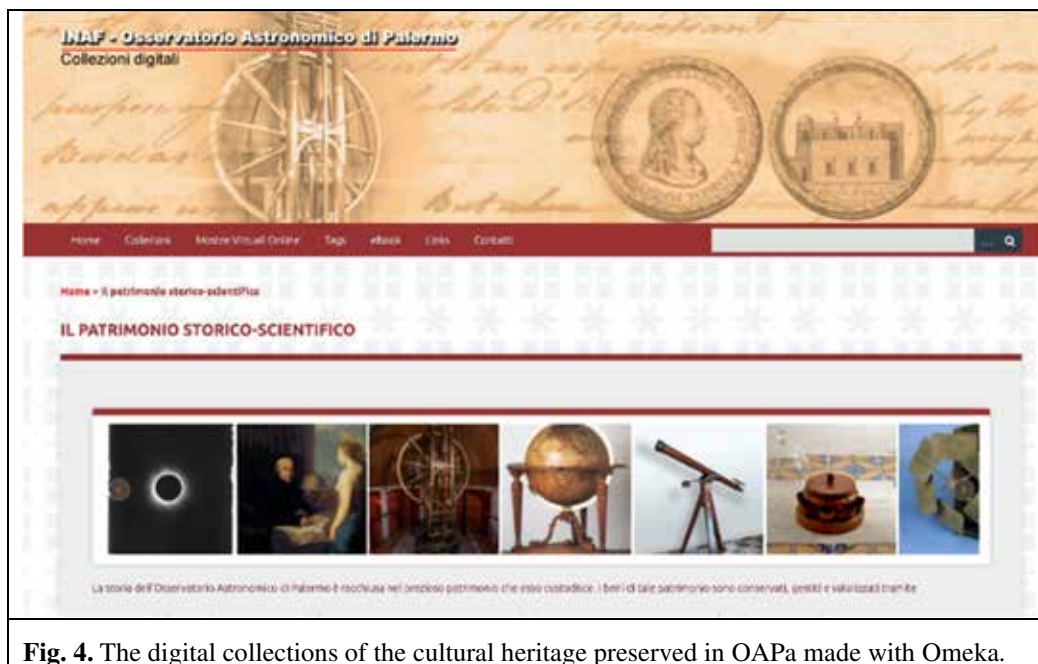 INAF - Osservatorio Astronomico di Palermo
Collezioni digitali
Home Collezioni Mostre Virtuali Online Tags eBook Links Contatti
...
Home > Il patrimonio storico-scientifico
IL PATRIMONIO STORICO-SCIENTIFICO
La storia dell'Osservatorio Astronomico di Palermo è racchiusa nel prezioso patrimonio che esso custodisce. I beni di tale patrimonio sono conservati, gestiti e valorizzati tramite
Fig. 4. The digital collections of the cultural heritage preserved in OAPa made with Omeka.